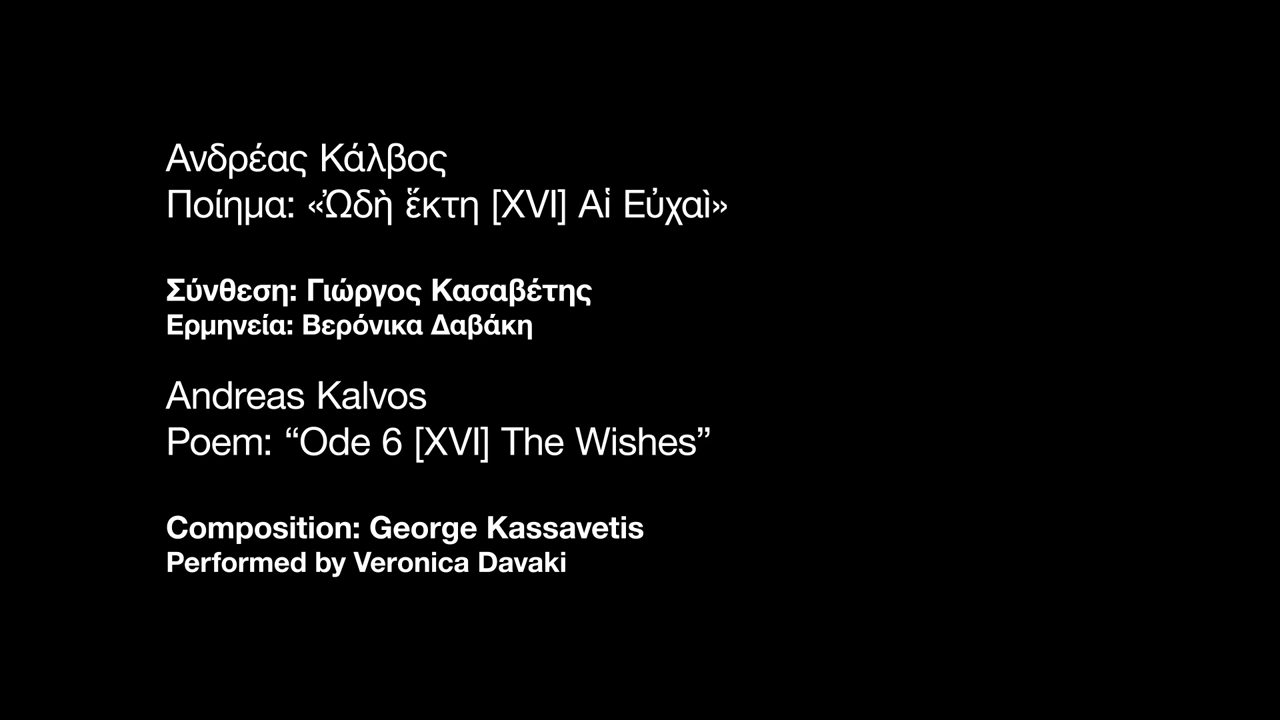 Ανδρέας Κάλβος
Ποίημα: «Ὠδὴ ἕκτη [XVI] Αἱ Εὐχαὶ»
Σύνθεση: Γιώργος Κασαβέτης
Ερμηνεία: Βερόνικα Δαβάκη
Andreas Kalvos
Poem: “Ode 6 [XVI] The Wishes”
Composition: George Kassavetis
Performed by Veronica Davaki